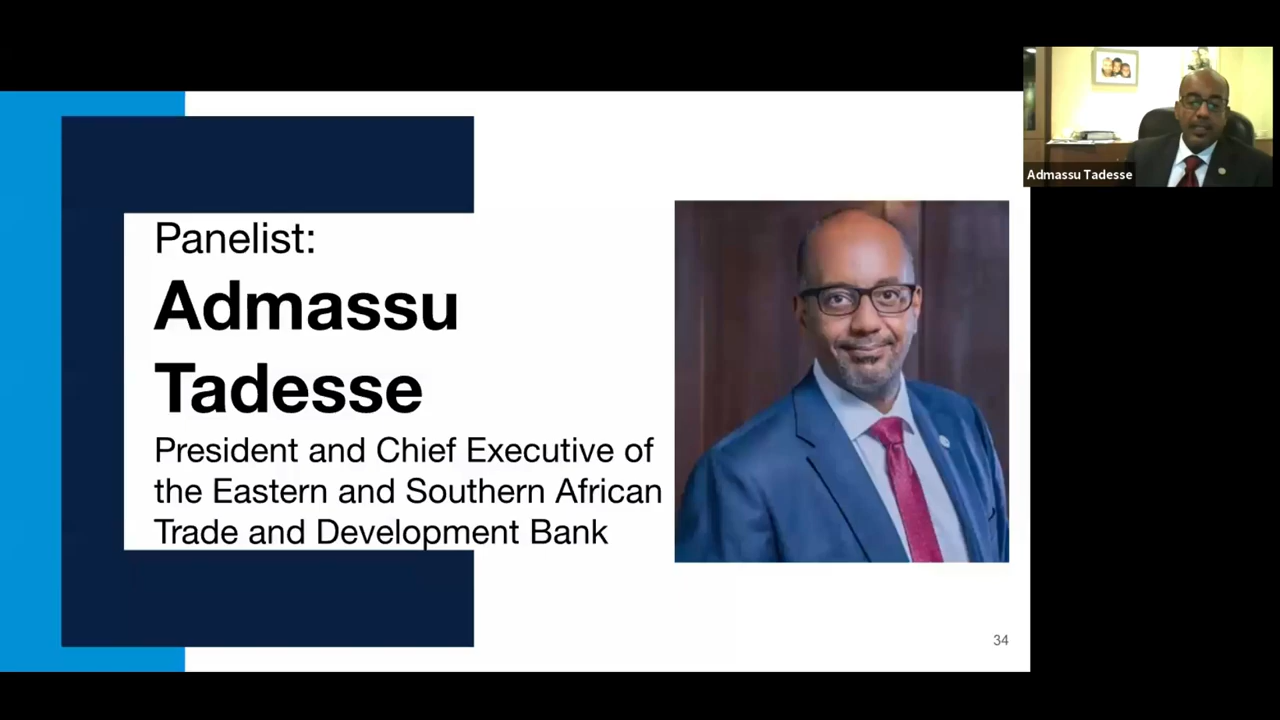 Panelist:
Admassu
Tadesse
President and Chief Executive of
the Eastern and Southern African
Trade and Development Bank
34
Admassu Tadesse